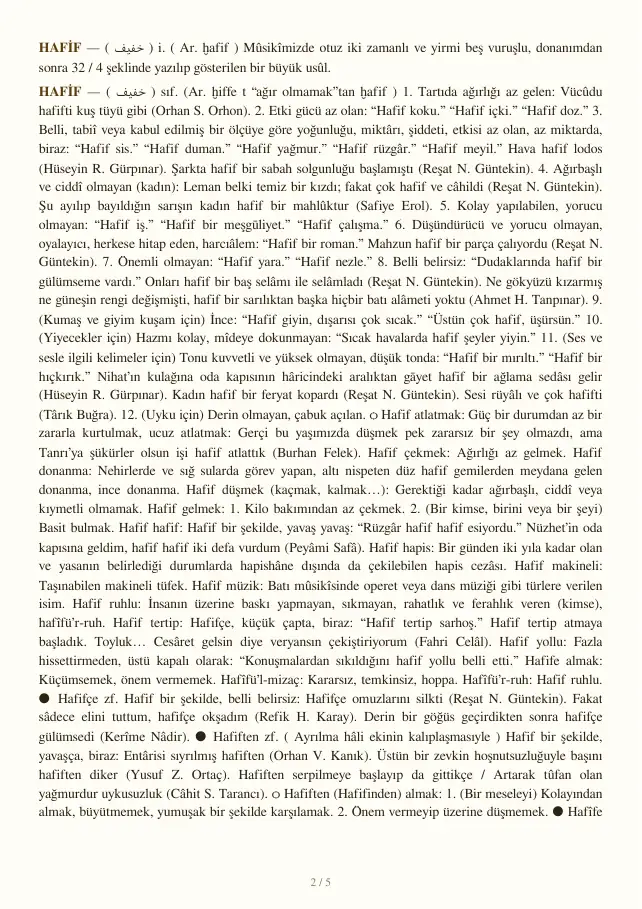 HAFİF — ( خفيف ) i. ( Ar. ḫafіf ) Mûsikîmizde otuz iki zamanlı ve yirmi beş vuruşlu, donanımdan
sonra 32 / 4 şeklinde yazılıp gösterilen bir büyük usûl.
HAFİF — ( خفيف ) sıf. (Ar. ḫiffe t “ağır olmamak”tan ḫafіf ) 1. Tartıda ağırlığı az gelen: Vücûdu
hafifti kuş tüyü gibi (Orhan S. Orhon). 2. Etki gücü az olan: “Hafif koku.” “Hafif içki.” “Hafif doz.” 3.
Belli, tabiî veya kabul edilmiş bir ölçüye göre yoğunluğu, miktârı, şiddeti, etkisi az olan, az miktarda,
biraz: “Hafif sis.” “Hafif duman.” “Hafif yağmur.” “Hafif rüzgâr.” “Hafif meyil.” Hava hafif lodos
(Hüseyin R. Gürpınar). Şarkta hafif bir sabah solgunluğu başlamıştı (Reşat N. Güntekin). 4. Ağırbaşlı
ve ciddî olmayan (kadın): Leman belki temiz bir kızdı; fakat çok hafif ve câhildi (Reşat N. Güntekin).
Şu ayılıp bayıldığın sarışın kadın hafif bir mahlûktur (Safiye Erol). 5. Kolay yapılabilen, yorucu
olmayan: “Hafif iş.” “Hafif bir meşgûliyet.” “Hafif çalışma.” 6. Düşündürücü ve yorucu olmayan,
oyalayıcı, herkese hitap eden, harcıâlem: “Hafif bir roman.” Mahzun hafif bir parça çalıyordu (Reşat N.
Güntekin). 7. Önemli olmayan: “Hafif yara.” “Hafif nezle.” 8. Belli belirsiz: “Dudaklarında hafif bir
gülümseme vardı.” Onları hafif bir baş selâmı ile selâmladı (Reşat N. Güntekin). Ne gökyüzü kızarmış
ne güneşin rengi değişmişti, hafif bir sarılıktan başka hiçbir batı alâmeti yoktu (Ahmet H. Tanpınar). 9.
(Kumaş ve giyim kuşam için) İnce: “Hafif giyin, dışarısı çok sıcak.” “Üstün çok hafif, üşürsün.” 10.
(Yiyecekler için) Hazmı kolay, mîdeye dokunmayan: “Sıcak havalarda hafif şeyler yiyin.” 11. (Ses ve
sesle ilgili kelimeler için) Tonu kuvvetli ve yüksek olmayan, düşük tonda: “Hafif bir mırıltı.” “Hafif bir
hıçkırık.” Nihat’ın kulağına oda kapısının hâricindeki aralıktan gâyet hafif bir ağlama sedâsı gelir
(Hüseyin R. Gürpınar). Kadın hafif bir feryat kopardı (Reşat N. Güntekin). Sesi rüyâlı ve çok hafifti
(Târık Buğra). 12. (Uyku için) Derin olmayan, çabuk açılan. ѻ Hafif atlatmak: Güç bir durumdan az bir
zararla kurtulmak, ucuz atlatmak: Gerçi bu yaşımızda düşmek pek zararsız bir şey olmazdı, ama
Tanrı’ya şükürler olsun işi hafif atlattık (Burhan Felek). Hafif çekmek: Ağırlığı az gelmek. Hafif
donanma: Nehirlerde ve sığ sularda görev yapan, altı nispeten düz hafif gemilerden meydana gelen
donanma, ince donanma. Hafif düşmek (kaçmak, kalmak…): Gerektiği kadar ağırbaşlı, ciddî veya
kıymetli olmamak. Hafif gelmek: 1. Kilo bakımından az çekmek. 2. (Bir kimse, birini veya bir şeyi)
Basit bulmak. Hafif hafif: Hafif bir şekilde, yavaş yavaş: “Rüzgâr hafif hafif esiyordu.” Nüzhet’in oda
kapısına geldim, hafif hafif iki defa vurdum (Peyâmi Safâ). Hafif hapis: Bir günden iki yıla kadar olan
ve yasanın belirlediği durumlarda hapishâne dışında da çekilebilen hapis cezâsı. Hafif makineli:
Taşınabilen makineli tüfek. Hafif müzik: Batı mûsikîsinde operet veya dans müziği gibi türlere verilen
isim. Hafif ruhlu: İnsanın üzerine baskı yapmayan, sıkmayan, rahatlık ve ferahlık veren (kimse),
hafîfü’r-ruh. Hafif tertip: Hafifçe, küçük çapta, biraz: “Hafif tertip sarhoş.” Hafif tertip atmaya
başladık. Toyluk… Cesâret gelsin diye veryansın çekiştiriyorum (Fahri Celâl). Hafif yollu: Fazla
hissettirmeden, üstü kapalı olarak: “Konuşmalardan sıkıldığını hafif yollu belli etti.” Hafife almak:
Küçümsemek, önem vermemek. Hafîfü’l-mizaç: Kararsız, temkinsiz, hoppa. Hafîfü’r-ruh: Hafif ruhlu.
● Hafifçe zf. Hafif bir şekilde, belli belirsiz: Hafifçe omuzlarını silkti (Reşat N. Güntekin). Fakat
sâdece elini tuttum, hafifçe okşadım (Refik H. Karay). Derin bir göğüs geçirdikten sonra hafifçe
gülümsedi (Kerîme Nâdir). ● Hafiften zf. ( Ayrılma hâli ekinin kalıplaşmasıyle ) Hafif bir şekilde,
yavaşça, biraz: Entârisi sıyrılmış hafiften (Orhan V. Kanık). Üstün bir zevkin hoşnutsuzluğuyle başını
hafiften diker (Yusuf Z. Ortaç). Hafiften serpilmeye başlayıp da gittikçe / Artarak tûfan olan
yağmurdur uykusuzluk (Câhit S. Tarancı). ѻ Hafiften (Hafifinden) almak: 1. (Bir meseleyi) Kolayından
almak, büyütmemek, yumuşak bir şekilde karşılamak. 2. Önem vermeyip üzerine düşmemek. ● Hafîfe
2 / 5